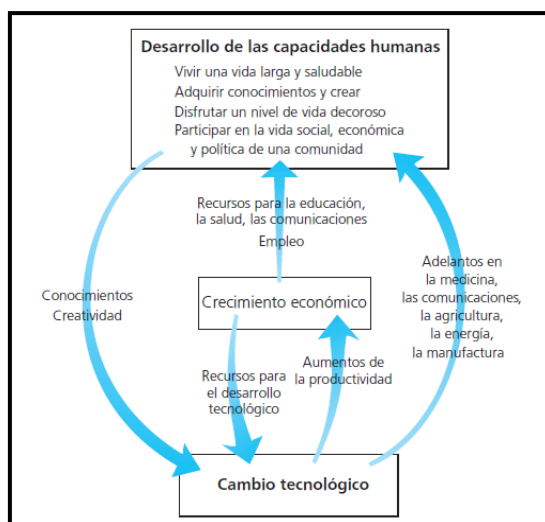 Desarrollo de las capacidades humanas
Vivir una vida larga y saludable
Adquirir conocimientos y crear
Disfrutar un nivel de vida decoroso
Participar en la vida social, económica
y política de una comunidad
Recursos para la educación,
la salud, las comunicaciones
Empleo
Adelantos en
la medicina,
las comunicaciones,
la agricultura,
la energía,
la manufactura
Conocimientos
Creatividad
Crecimiento económico
Recursos para
el desarrollo
tecnológico
Aumentos de
la productividad
Cambio tecnológico